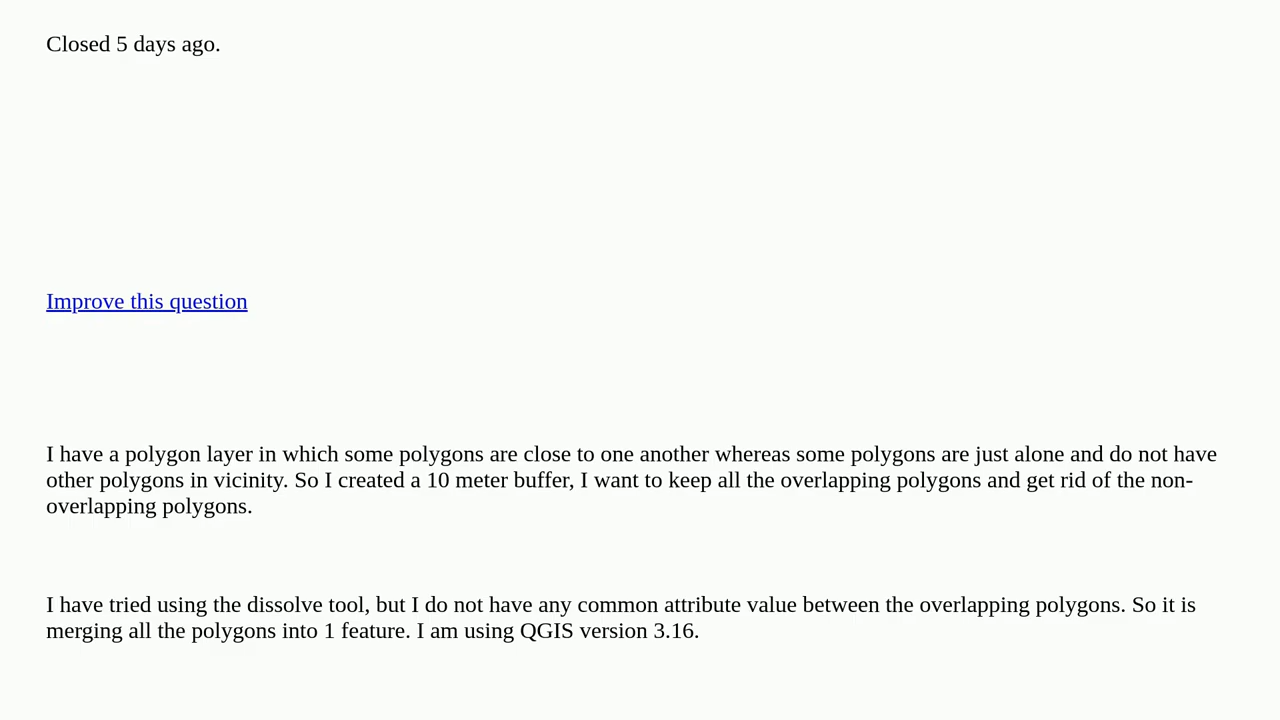 Closed 5 days ago.
Improve this question
I have a polygon layer in which some polygons are close to one another whereas some polygons are just alone and do not have
other polygons in vicinity. So I created a 10 meter buffer, I want to keep all the overlapping polygons and get rid of the non-
overlapping polygons.
I have tried using the dissolve tool, but I do not have any common attribute value between the overlapping polygons. So it is
merging all the polygons into 1 feature. I am using QGIS version 3.16.